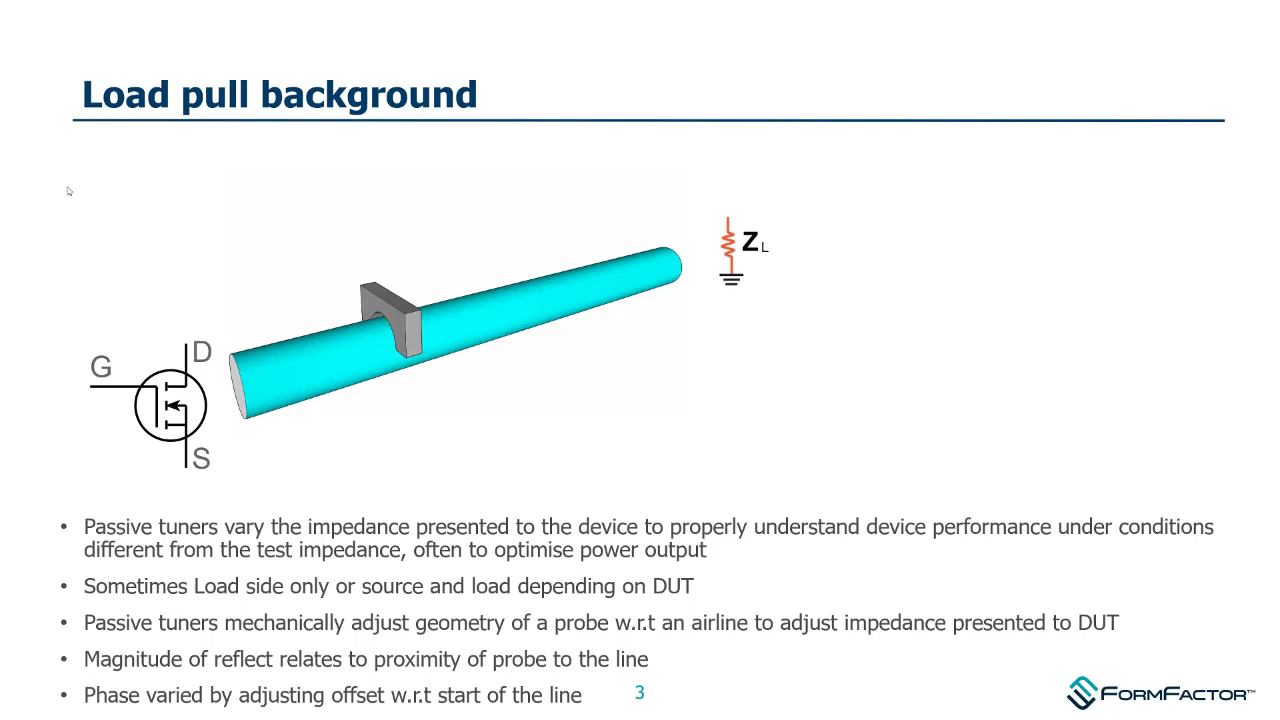 Load pull background
Z L
D
G
S
• Passive tuners vary the impedance presented to the device to properly understand device performance under conditions
different from the test impedance, often to optimise power output
• Sometimes Load side only or source and load depending on DUT
• Passive tuners mechanically adjust geometry of a probe w.r.t an airline to adjust impedance presented to DUT
• Magnitude of reflect relates to proximity of probe to the line
• Phase varied by adjusting offset w.r.t start of the line
3
FORMFACTOR™